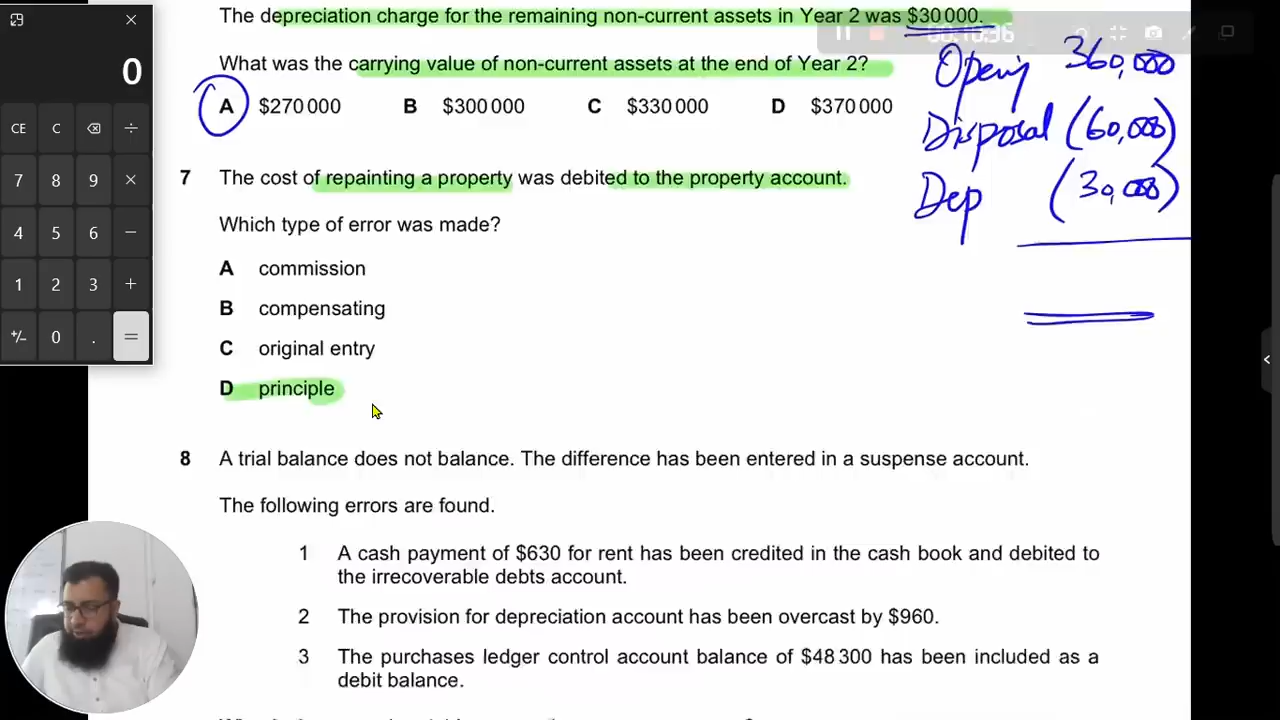 The depreciation charge for the remaining non-current assets in Year 2 was $30 000.
What was the carrying value of non-current assets at the end of Year 2?
A $270 000 B $300 000 C $330 000 D $370 000
Opening 360,000
Disposal (60,000)
Dep (30,000)
7 The cost of repainting a property was debited to the property account.
Which type of error was made?
A commission
B compensating
C original entry
D principle
8 A trial balance does not balance. The difference has been entered in a suspense account.
The following errors are found.
1 A cash payment of $630 for rent has been credited in the cash book and debited to
the irrecoverable debts account.
2 The provision for depreciation account has been overcast by $960.
3 The purchases ledger control account balance of $48 300 has been included as a
debit balance.
0
CE C ⌫ ÷
7 8 9 ×
4 5 6 −
1 2 3 +
+/− 0 . =